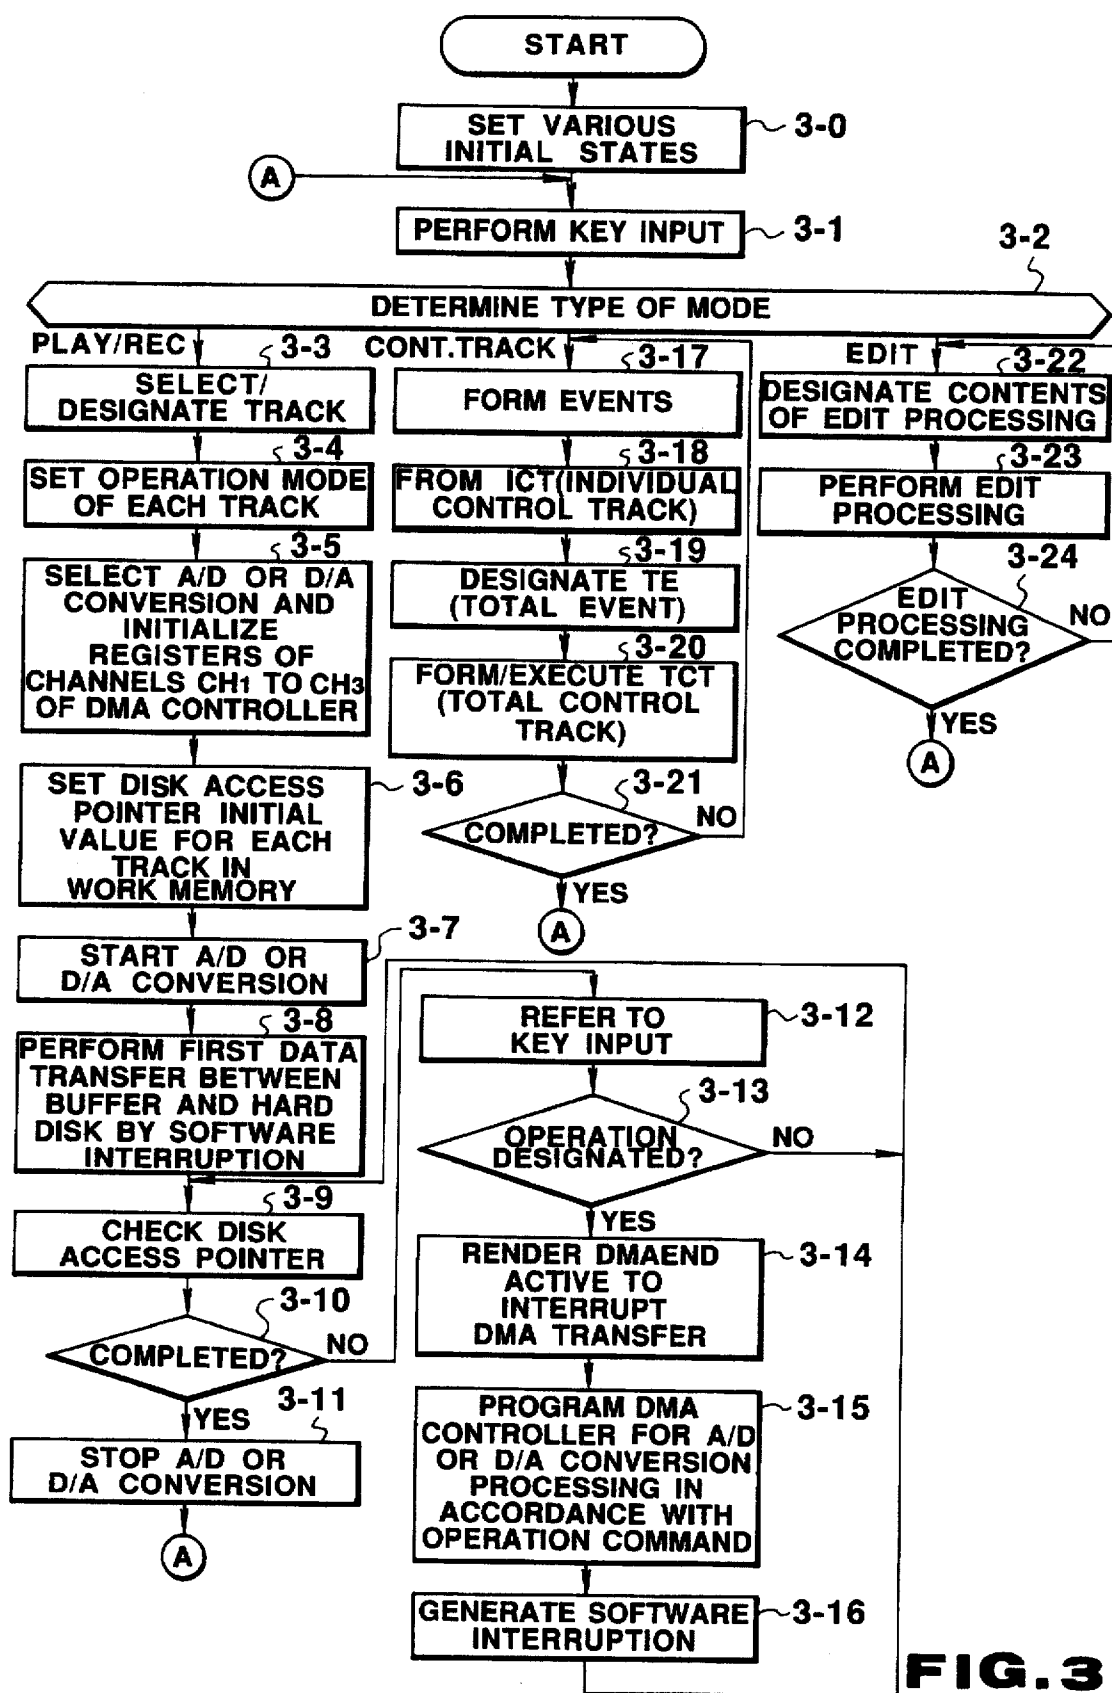 START
SET VARIOUS
INITIAL STATES
3-0
A
PERFORM KEY INPUT
3-1
3-2
DETERMINE TYPE OF MODE
PLAY/REC
3-3
SELECT/
DESIGNATE TRACK
3-4
SET OPERATION MODE
OF EACH TRACK
3-5
SELECT A/D OR D/A
CONVERSION AND
INITIALIZE
REGISTERS OF
CHANNELS CH1 TO CH3
OF DMA CONTROLLER
3-6
SET DISK ACCESS
POINTER INITIAL
VALUE FOR EACH
TRACK IN
WORK MEMORY
3-7
START A/D OR
D/A CONVERSION
3-8
PERFORM FIRST DATA
TRANSFER BETWEEN
BUFFER AND HARD
DISK BY SOFTWARE
INTERRUPTION
3-9
CHECK DISK
ACCESS POINTER
3-10
COMPLETED?
NO
YES
3-11
STOP A/D OR
D/A CONVERSION
A
CONT.TRACK
3-17
FORM EVENTS
3-18
FROM ICT(INDIVIDUAL
CONTROL TRACK)
3-19
DESIGNATE TE
(TOTAL EVENT)
3-20
FORM/EXECUTE TCT
(TOTAL CONTROL
TRACK)
3-21
COMPLETED?
NO
YES
A
EDIT
3-22
DESIGNATE CONTENTS
OF EDIT PROCESSING
3-23
PERFORM EDIT
PROCESSING
3-24
EDIT
PROCESSING
COMPLETED?
NO
YES
A
REFER TO
KEY INPUT
3-12
3-13
OPERATION
DESIGNATED?
NO
YES
RENDER DMAEND
ACTIVE TO
INTERRUPT
DMA TRANSFER
3-14
PROGRAM DMA
CONTROLLER FOR A/D
OR D/A CONVERSION
PROCESSING IN
ACCORDANCE WITH
OPERATION COMMAND
3-15
GENERATE SOFTWARE
INTERRUPTION
3-16
FIG.3